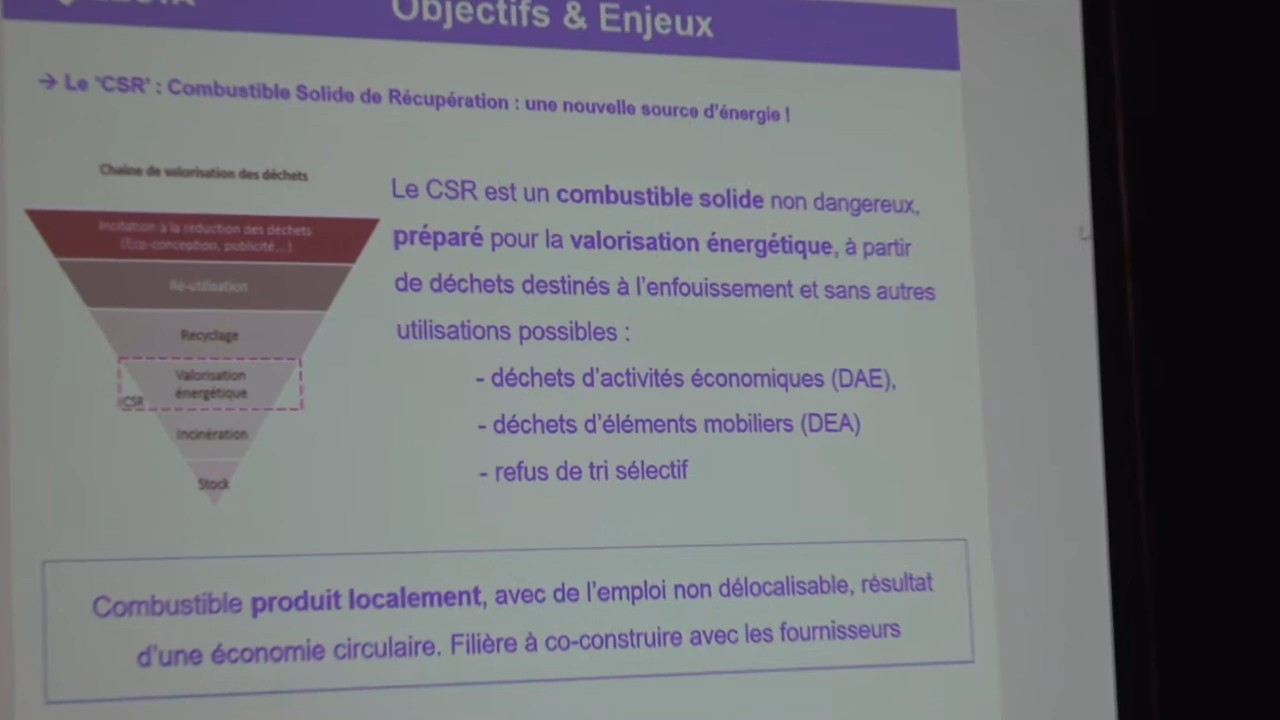 Objectifs & Enjeux
→ Le 'CSR' : Combustible Solide de Récupération : une nouvelle source d'énergie !
Chaine de valorisation des déchets
Incitation à la réduction des déchets
(Eco-conception, publicité...)
Ré-utilisation
Recyclage
Valorisation
énergétique
CSR
Incinération
Stock
Le CSR est un combustible solide non dangereux,
préparé pour la valorisation énergétique, à partir
de déchets destinés à l'enfouissement et sans autres
utilisations possibles :
- déchets d'activités économiques (DAE),
- déchets d'éléments mobiliers (DEA)
- refus de tri sélectif
Combustible produit localement, avec de l'emploi non délocalisable, résultat
d'une économie circulaire. Filière à co-construire avec les fournisseurs